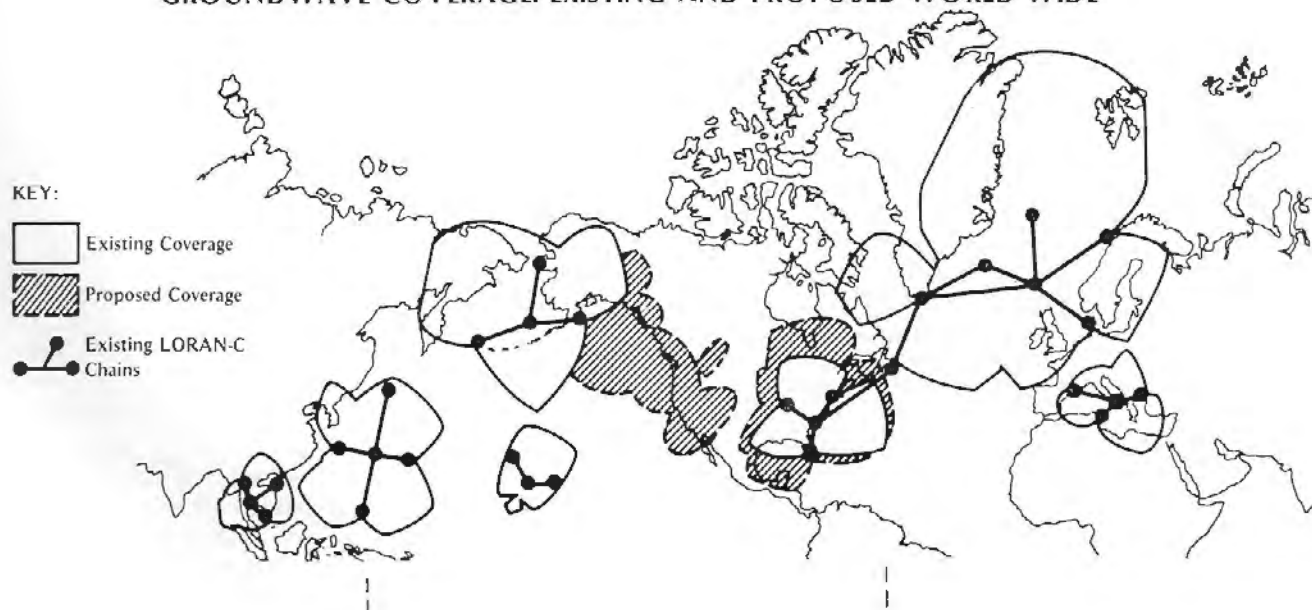 GROUNDWAVE COVERAGE: EXISTING AND PROPOSED WORLD WIDE
KEY:
Existing Coverage
Proposed Coverage
Existing LORAN-C
Chains